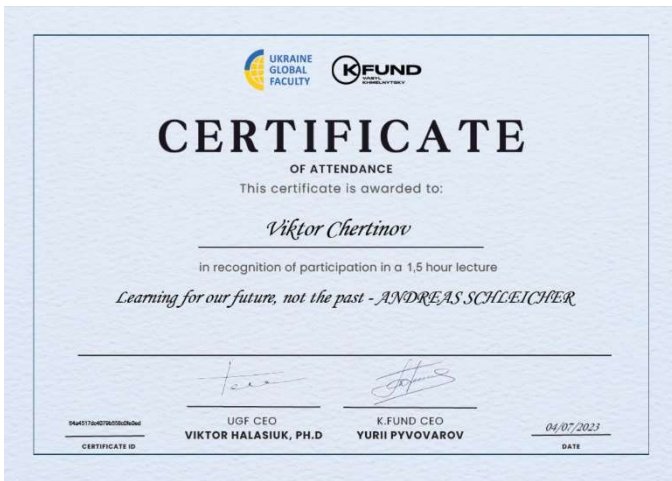 UKRAINE
GLOBAL
FACULTY
K FUND
VASYL
KHMELNYTSKY
CERTIFICATE
OF ATTENDANCE
This certificate is awarded to:
Viktor Chertinov
in recognition of participation in a 1,5 hour lecture
Learning for our future, not the past - ANDREAS SCHLEICHER
UGF CEO
VIKTOR HALASIUK, PH.D
K.FUND CEO
YURII PYVOVAROV
CERTIFICATE ID
04/07/2023
DATE